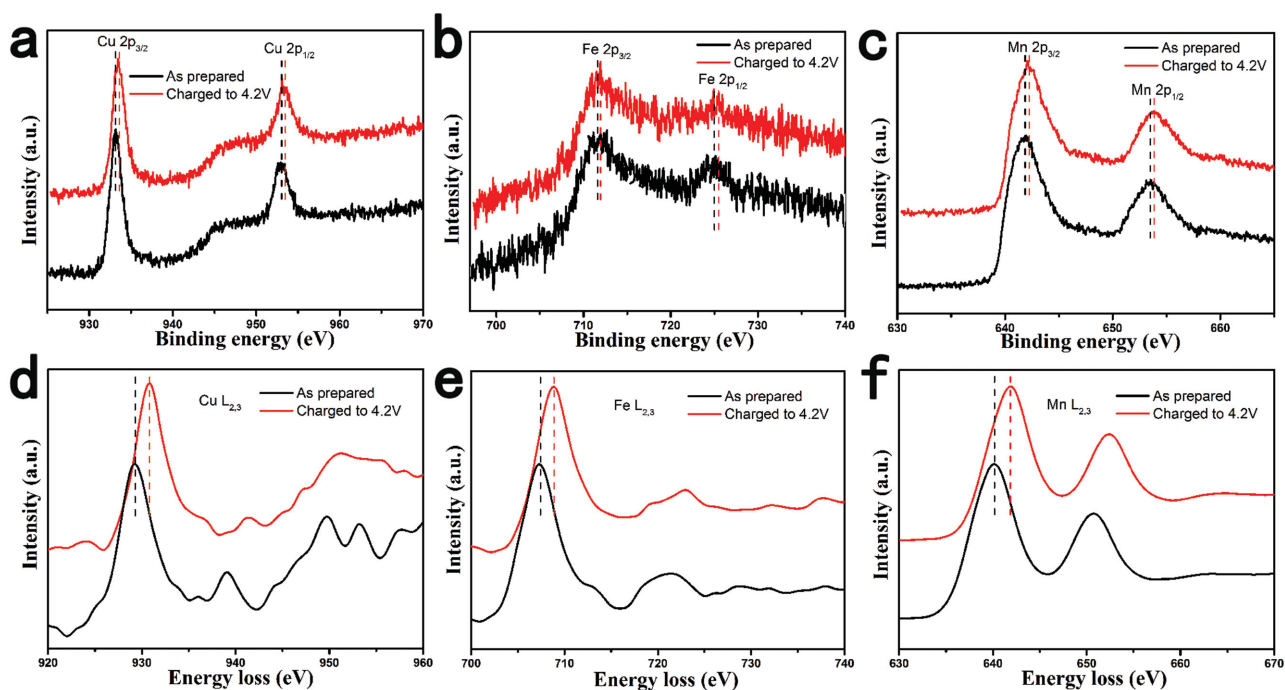 a
Cu 2p3/2
Cu 2p1/2
As prepared
Charged to 4.2V
Intensity (a.u.)
930
940
950
960
970
Binding energy (eV)
b
Fe 2p3/2
Fe 2p1/2
As prepared
Charged to 4.2V
Intensity (a.u.)
700
710
720
730
740
Binding energy (eV)
c
Mn 2p3/2
Mn 2p1/2
As prepared
Charged to 4.2V
Intensity (a.u.)
630
640
650
660
Binding energy (eV)
d
Cu L2,3
As prepared
Charged to 4.2V
Intensity (a.u.)
920
930
940
950
960
Energy loss (eV)
e
Fe L2,3
As prepared
Charged to 4.2V
Intensity (a.u.)
700
710
720
730
740
Energy loss (eV)
f
Mn L2,3
As prepared
Charged to 4.2V
Intensity (a.u.)
630
640
650
660
670
Energy loss (eV)